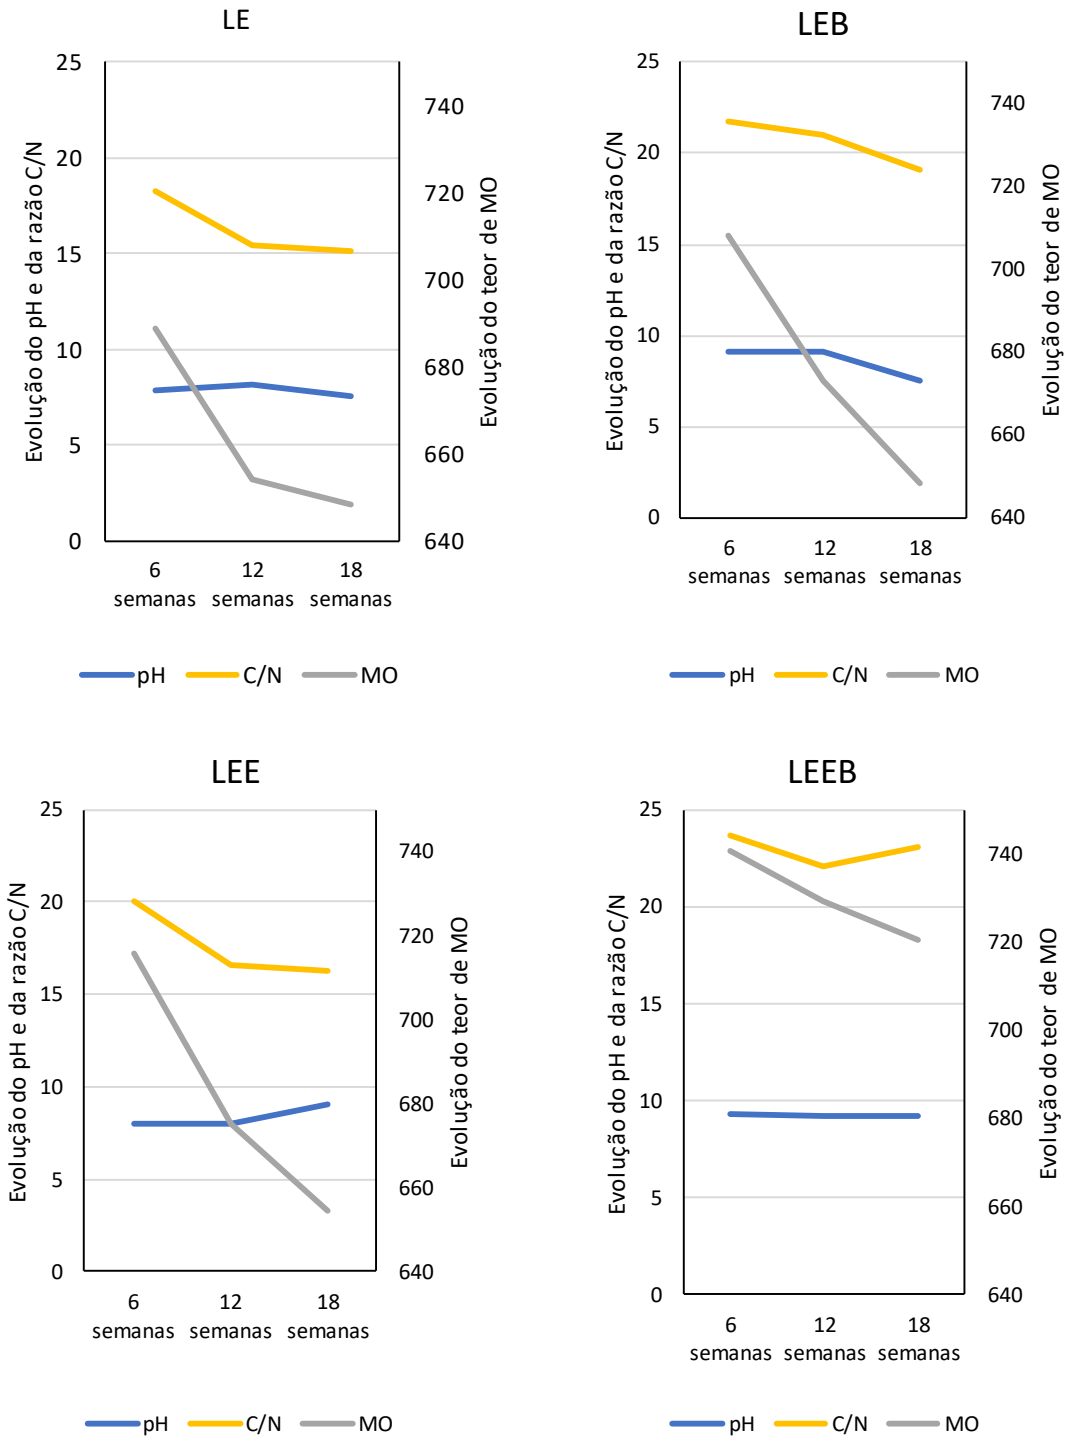 LE
Evolução do pH e da razão C/N
25
20
15
10
5
0
740
720
700
680
660
640
Evolução do teor de MO
6 semanas
12 semanas
18 semanas
pH C/N MO
LEB
Evolução do pH e da razão C/N
25
20
15
10
5
0
740
720
700
680
660
640
Evolução do teor de MO
6 semanas
12 semanas
18 semanas
pH C/N MO
LEE
Evolução do pH e da razão C/N
25
20
15
10
5
0
740
720
700
680
660
640
Evolução do teor de MO
6 semanas
12 semanas
18 semanas
pH C/N MO
LEEB
Evolução do pH e da razão C/N
25
20
15
10
5
0
740
720
700
680
660
640
Evolução do teor de MO
6 semanas
12 semanas
18 semanas
pH C/N MO